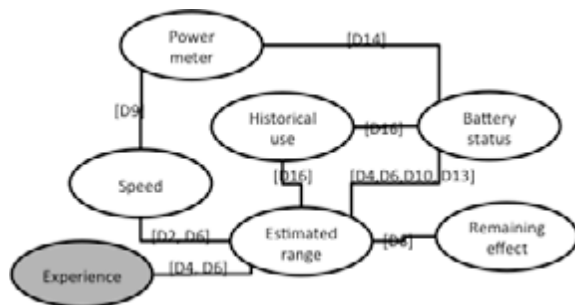 Power
meter
[D14]
[D9]
Historical
use
[D16]
Battery
status
Speed
[D16]
[D4,D6,D10, D13]
[D2, D6]
Estimated
range
Remaining
effect
Experience
[D4, D6]